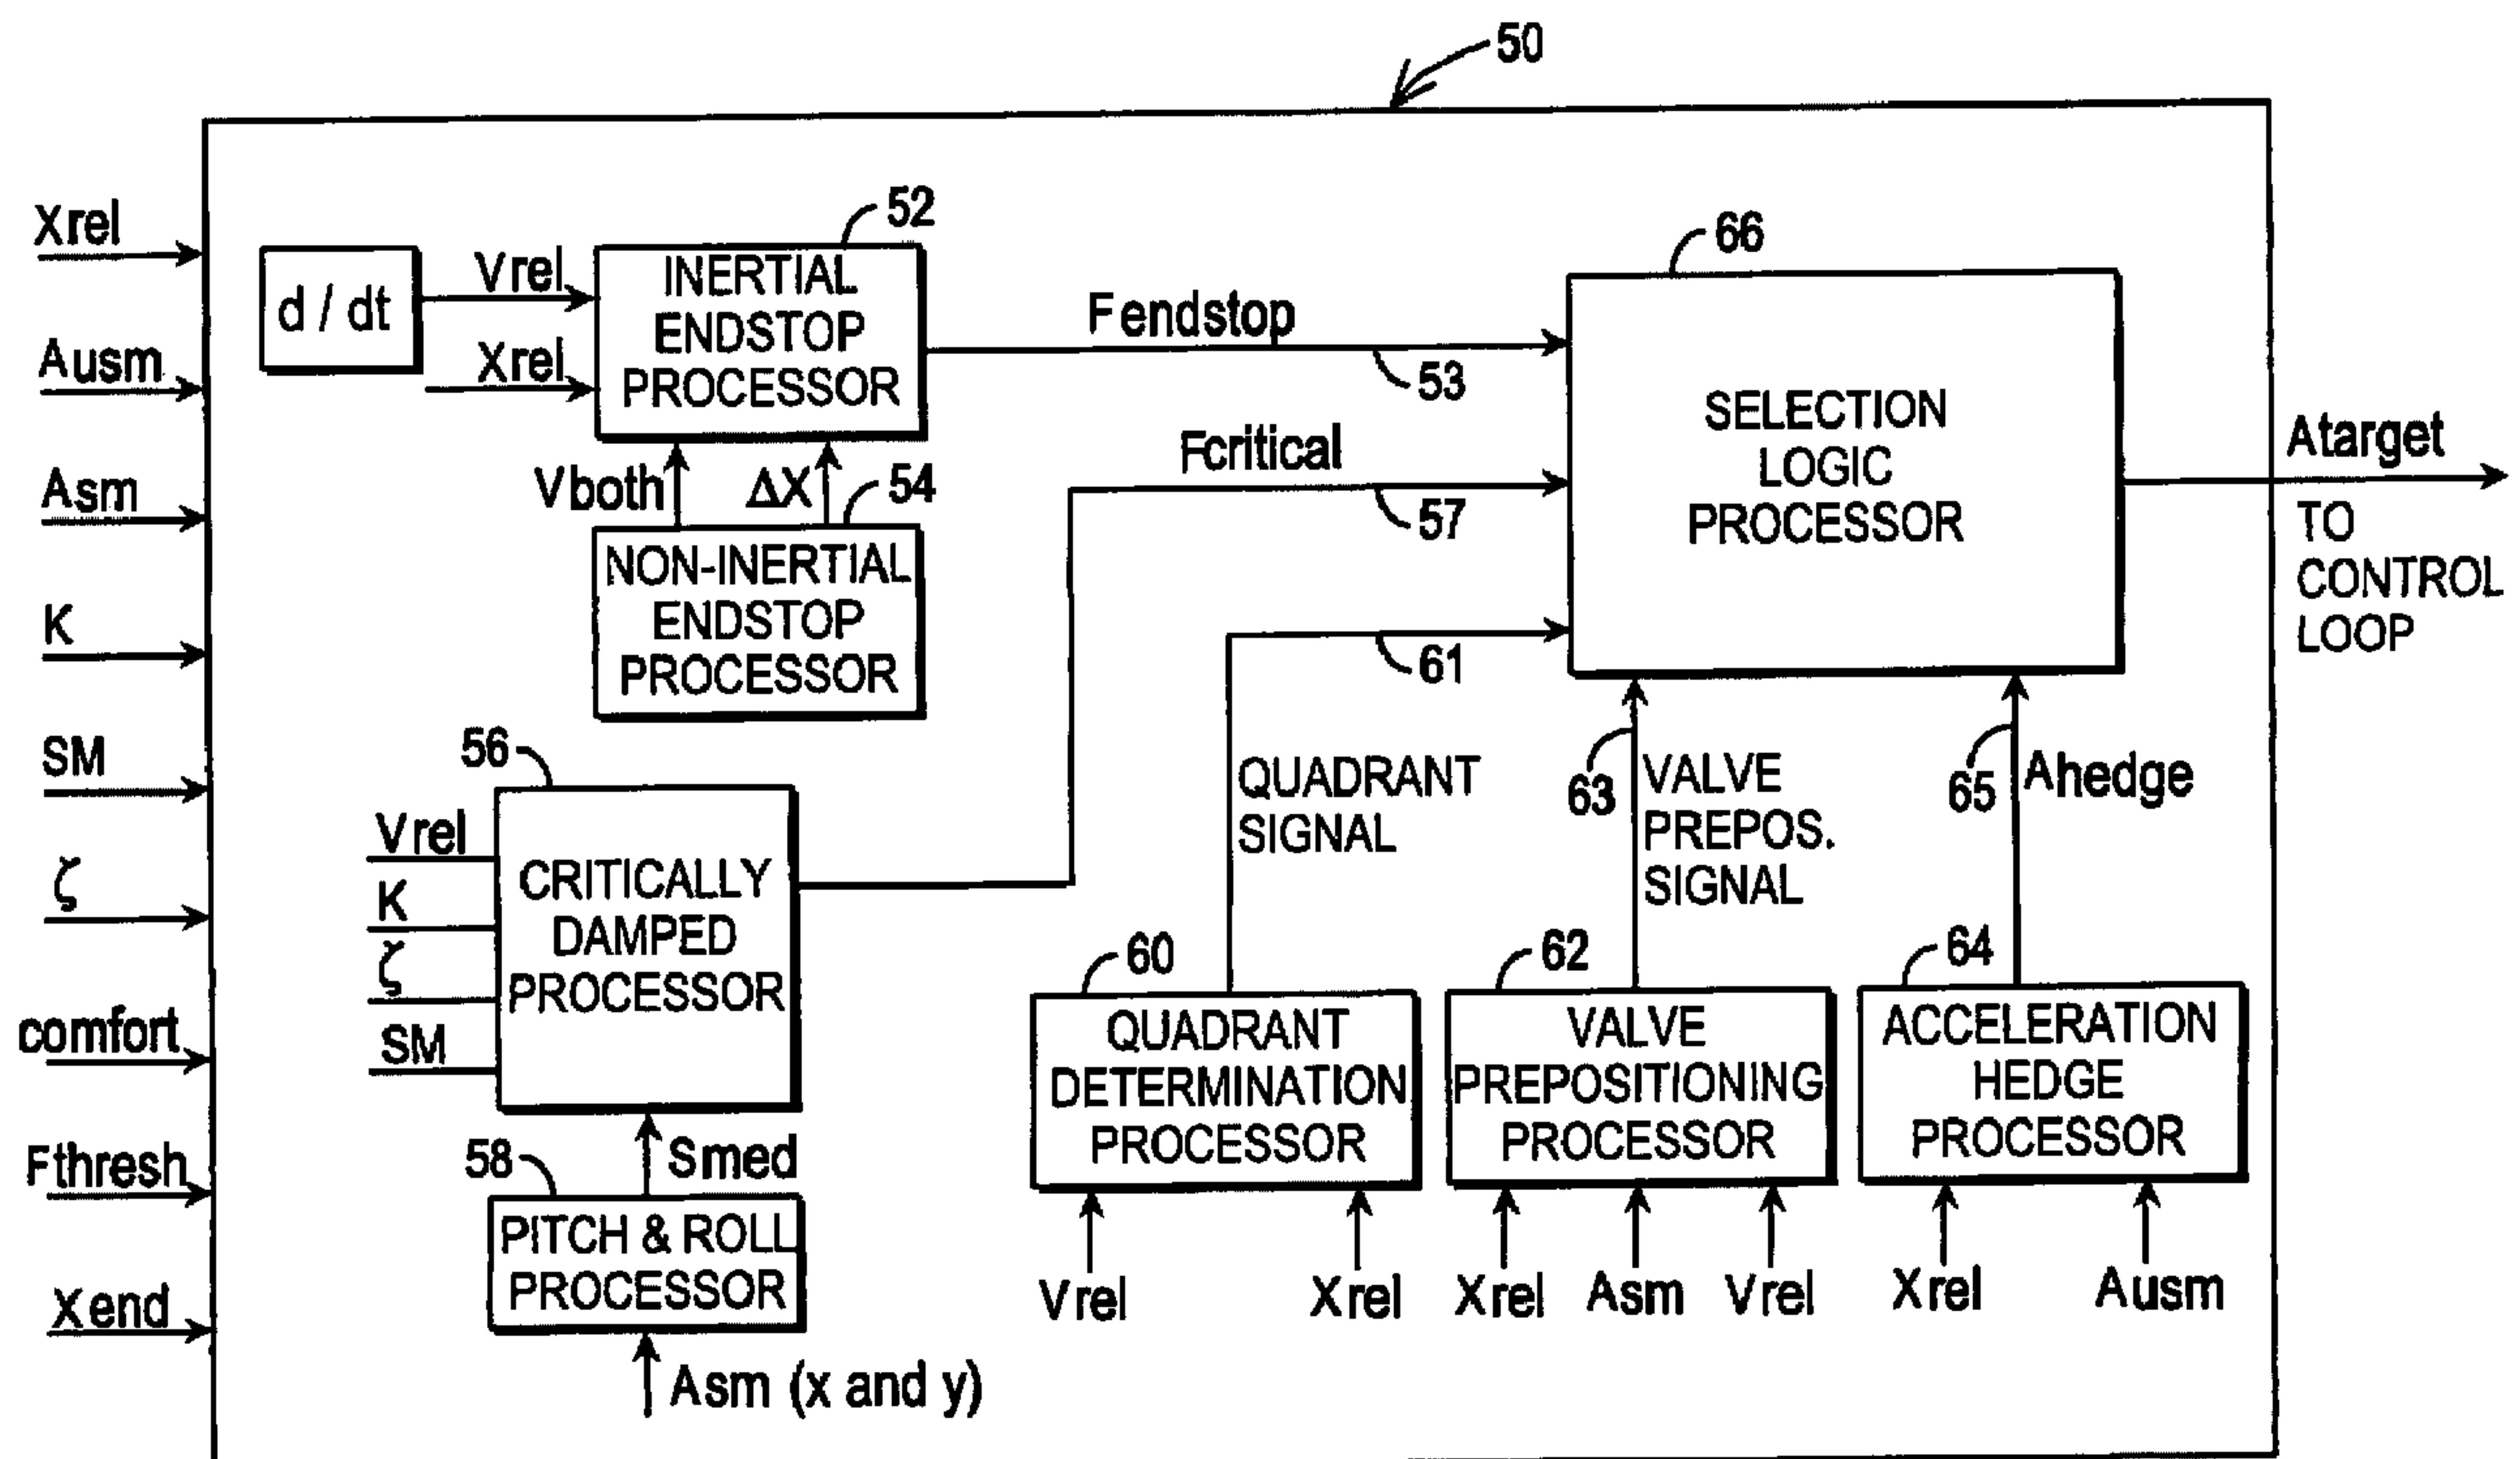 50
Xrel
Ausm
Asm
K
SM
ζ
comfort
Fthresh
Xend
d / dt
Vrel
Xrel
52
INERTIAL
ENDSTOP
PROCESSOR
Vboth
ΔX
54
NON-INERTIAL
ENDSTOP
PROCESSOR
Fendstop
53
Fcritical
57
61
66
SELECTION
LOGIC
PROCESSOR
Atarget
TO
CONTROL
LOOP
56
Vrel
K
ζ
SM
CRITICALLY
DAMPED
PROCESSOR
58
Smed
PITCH & ROLL
PROCESSOR
Asm (x and y)
QUADRANT
SIGNAL
60
QUADRANT
DETERMINATION
PROCESSOR
Vrel
Xrel
63
VALVE
PREPOS.
SIGNAL
62
VALVE
PREPOSITIONING
PROCESSOR
Xrel
Asm
Vrel
65
Ahedge
64
ACCELERATION
HEDGE
PROCESSOR
Xrel
Ausm